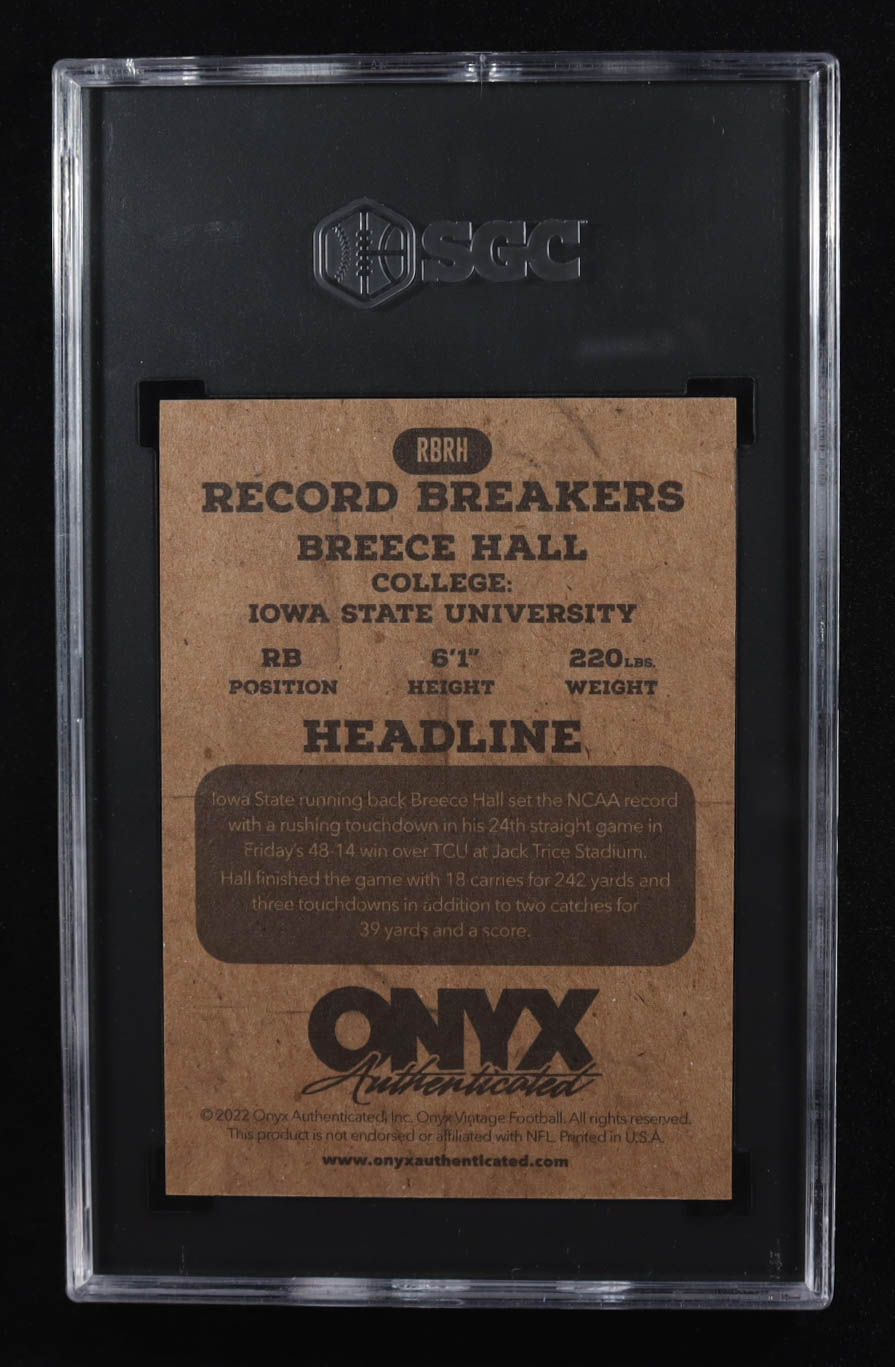 SGC
RBRH
RECORD BREAKERS
BREECE HALL
COLLEGE:
IOWA STATE UNIVERSITY
RB 6'1" 220LBS.
POSITION HEIGHT WEIGHT
HEADLINE
Iowa State running back Breece Hall set the NCAA record
with a rushing touchdown in his 24th straight game in
Friday's 48-14 win over TCU at Jack Trice Stadium.
Hall finished the game with 18 carries for 242 yards and
three touchdowns in addition to two catches for
39 yards and a score.
ONYX
Authenticated
© 2022 Onyx Authenticated, Inc. Onyx Vintage Football. All rights reserved.
This product is not endorsed or affiliated with NFL. Printed in U.S.A.
www.onyxauthenticated.com